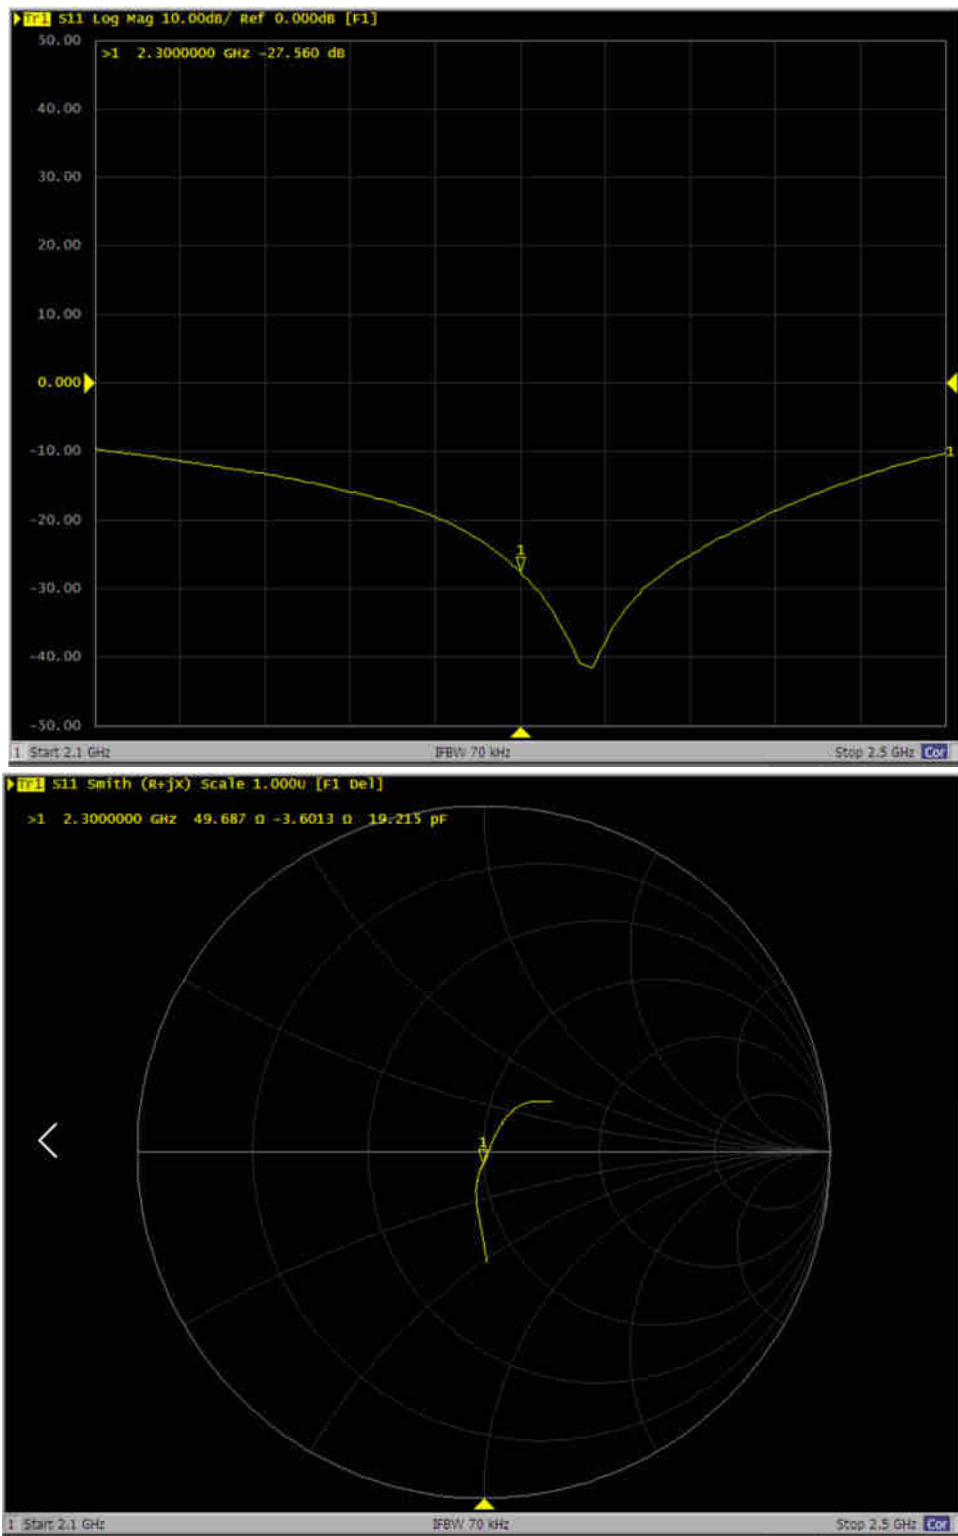 Tr1 S11 Log Mag 10.00dB/ Ref 0.000dB [F1]
50.00
>1 2.3000000 GHz -27.560 dB
40.00
30.00
20.00
10.00
0.000
-10.00
1
-20.00
1
-30.00
-40.00
-50.00
1 Start 2.1 GHz IFBW 70 kHz Stop 2.5 GHz Cor
Tr1 S11 Smith (R+jX) Scale 1.000U [F1 Del]
>1 2.3000000 GHz 49.687 Ω -3.6013 Ω 19.215 pF
1
1 Start 2.1 GHz IFBW 70 kHz Stop 2.5 GHz Cor